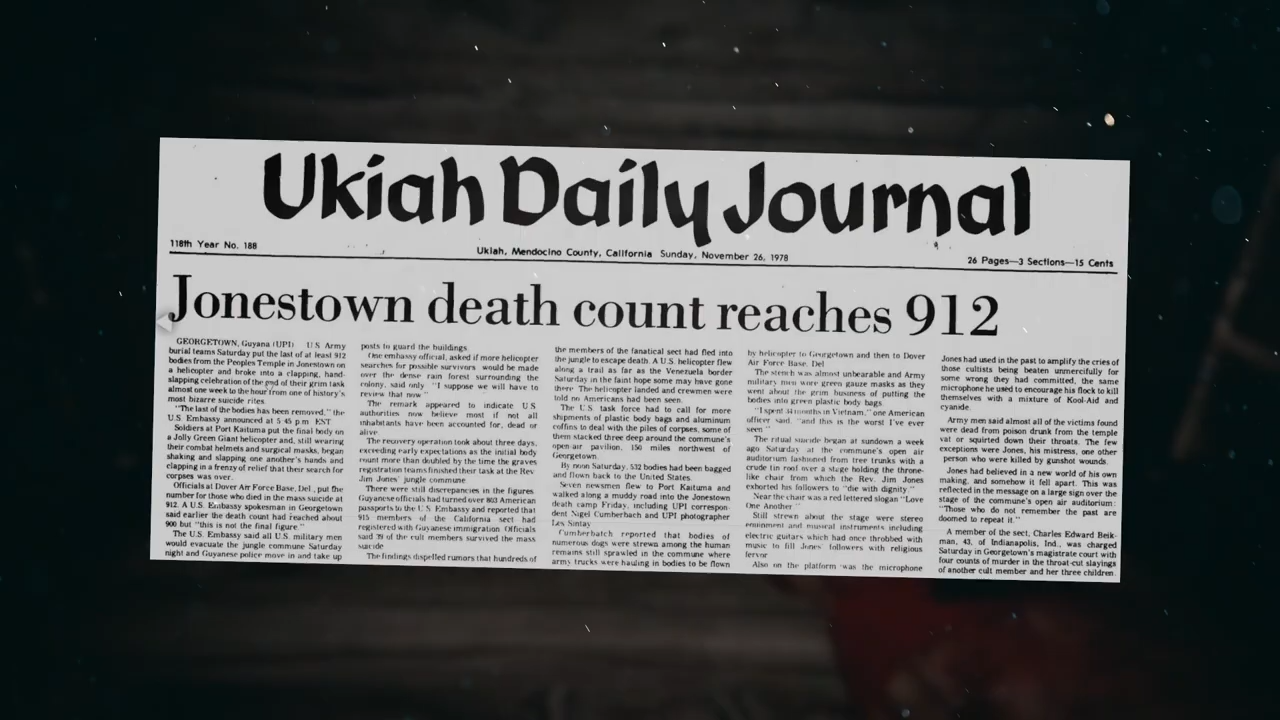 Ukiah Daily Journal
118th Year No. 188
Ukiah, Mendocino County, California Sunday, November 26, 1978
26 Pages—3 Sections—15 Cents
Jonestown death count reaches 912
GEORGETOWN, Guyana (UPI) U.S. Army
burial teams Saturday put the last of at least 912
bodies from the Peoples Temple in Jonestown on
a helicopter and broke into a clapping, hand-
slapping celebration of the end of their grim task
almost one week to the hour from one of history's
most bizarre suicide rites.
"The last of the bodies has been removed," the
U.S. Embassy announced at 5:45 p.m. EST
Soldiers at Port Kaituma put the final body on
a Jolly Green Giant helicopter and, still wearing
their combat helmets and surgical masks, began
shaking and slapping one another's hands and
clapping in a frenzy of relief that their search for
corpses was over.
Officials at Dover Air Force Base, Del., put the
number for those who died in the mass suicide at
912. A U.S. Embassy spokesman in Georgetown
said earlier the death count had reached about
900 but "this is not the final figure."
The U.S. Embassy said all U.S. military men
would evacuate the jungle commune Saturday
night and Guyanese police move in and take up
posts to guard the buildings.
One embassy official, asked if more helicopter
searches for possible survivors would be made
over the dense rain forest surrounding the
colony, said only "I suppose we will have to
review that now"
The remark appeared to indicate U.S.
authorities now believe most if not all
inhabitants have been accounted for, dead or
alive.
The recovery operation took about three days,
exceeding early expectations as the initial body
count more than doubled by the time the graves
registration teams finished their task at the Rev
Jim Jones' jungle commune
There were still discrepancies in the figures.
Guyanese officials had turned over 803 American
passports to the U.S. Embassy and reported that
915 members of the California sect had
registered with Guyanese immigration Officials
said 39 of the cult members survived the mass
suicide
The findings dispelled rumors that hundreds of
the members of the fanatical sect had fled into
the jungle to escape death. A U.S. helicopter flew
along a trail as far as the Venezuela border
Saturday in the faint hope some may have gone
there The helicopter landed and crewmen were
told no Americans had been seen.
The U.S. task force had to call for more
shipments of plastic body bags and aluminum
coffins to deal with the piles of corpses, some of
them stacked three deep around the commune's
open-air pavilion, 150 miles northwest of
Georgetown.
By noon Saturday, 532 bodies had been bagged
and flown back to the United States.
Seven newsmen flew to Port Kaituma and
walked along a muddy road into the Jonestown
death camp Friday, including UPI correspon-
dent Nigel Cumberbach and UPI photographer
Les Sintay
Cumberbatch reported that bodies of
numerous dogs were strewn among the human
remains still sprawled in the commune where
army trucks were hauling in bodies to be flown
by helicopter to Georgetown and then to Dover
Air Force Base, Del
The stench was almost unbearable and Army
military men wore green gauze masks as they
went about the grim business of putting the
bodies into green plastic body bags
"I spent 34 months in Vietnam," one American
officer said, "and this is the worst I've ever
seen"
The ritual suicide began at sundown a week
ago Saturday at the commune's open air
auditorium fashioned from tree trunks with a
crude tin roof over a stage holding the throne-
like chair from which the Rev. Jim Jones
exhorted his followers to "die with dignity."
Near the chair was a red lettered slogan "Love
One Another"
Still strewn about the stage were stereo
equipment and musical instruments including
electric guitars which had once throbbed with
music to fill Jones' followers with religious
fervor
Also on the platform was the microphone
Jones had used in the past to amplify the cries of
those cultists being beaten unmercifully for
some wrong they had committed, the same
microphone he used to encourage his flock to kill
themselves with a mixture of Kool-Aid and
cyanide.
Army men said almost all of the victims found
were dead from poison drunk from the temple
vat or squirted down their throats. The few
exceptions were Jones, his mistress, one other
person who were killed by gunshot wounds.
Jones had believed in a new world of his own
making, and somehow it fell apart. This was
reflected in the message on a large sign over the
stage of the commune's open air auditorium:
"Those who do not remember the past are
doomed to repeat it."
A member of the sect, Charles Edward Beik-
man, 43, of Indianapolis, Ind., was charged
Saturday in Georgetown's magistrate court with
four counts of murder in the throat-cut slayings
of another cult member and her three children.